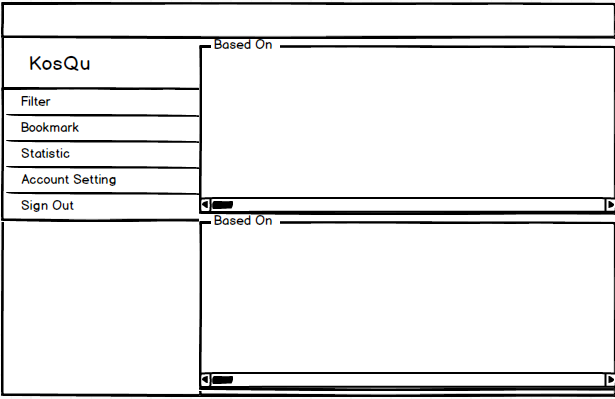 KosQu
Filter
Bookmark
Statistic
Account Setting
Sign Out
Based On
Based On